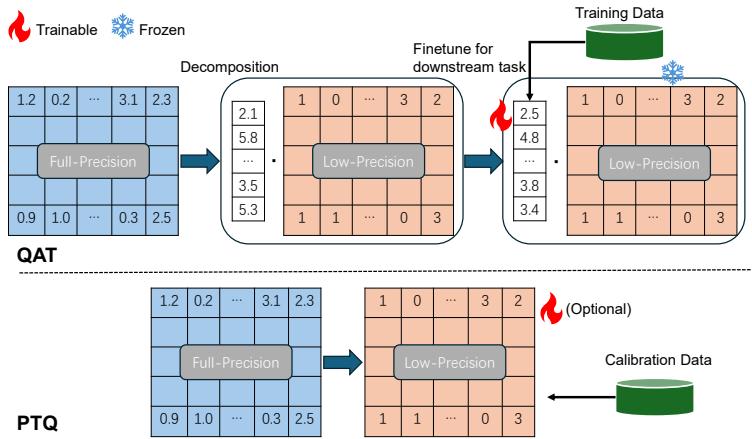 Trainable Frozen
Training Data
Decomposition
Finetune for
downstream task
1.2 0.2 ... 3.1 2.3
Full-Precision
0.9 1.0 ... 0.3 2.5
2.1
5.8
...
3.5
5.3
.
1 0 ... 3 2
Low-Precision
1 1 ... 0 3
2.5
4.8
...
3.8
3.4
.
1 0 ... 3 2
Low-Precision
1 1 ... 0 3
QAT
1.2 0.2 ... 3.1 2.3
Full-Precision
0.9 1.0 ... 0.3 2.5
1 0 ... 3 2
Low-Precision
1 1 ... 0 3
(Optional)
Calibration Data
PTQ